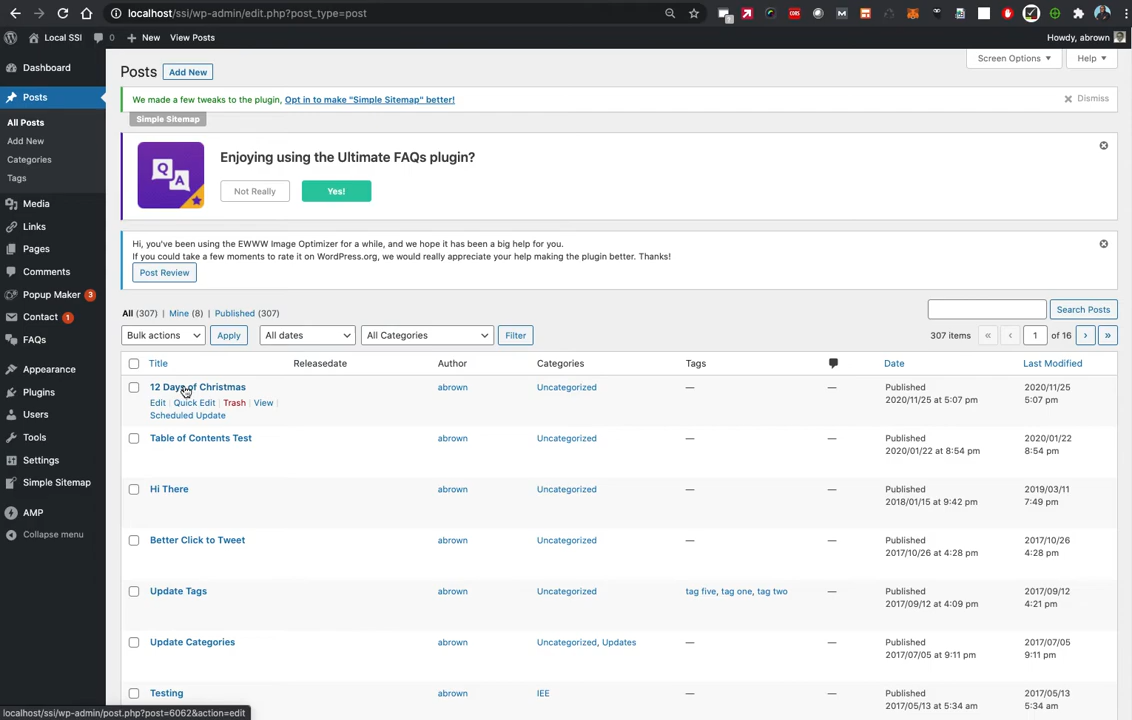 localhost/ssi/wp-admin/edit.php?post_type=post
Local SSI 0 New View Posts Howdy, abrown
Dashboard
Posts
All Posts
Add New
Categories
Tags
Media
Links
Pages
Comments
Popup Maker 3
Contact 1
FAQs
Appearance
Plugins
Users
Tools
Settings
Simple Sitemap
AMP
Collapse menu
Screen Options Help
Posts Add New
We made a few tweaks to the plugin, Opt in to make "Simple Sitemap" better! Dismiss
Simple Sitemap
Q A
Enjoying using the Ultimate FAQs plugin?
Not Really Yes!
Hi, you've been using the EWWW Image Optimizer for a while, and we hope it has been a big help for you.
If you could take a few moments to rate it on WordPress.org, we would really appreciate your help making the plugin better. Thanks!
Post Review
All (307) | Mine (8) | Published (307) Search Posts
Bulk actions Apply All dates All Categories Filter 307 items « ‹ 1 of 16 › »
Title Releasedate Author Categories Tags Date Last Modified
12 Days of Christmas abrown Uncategorized — — Published 2020/11/25
2020/11/25 at 5:07 pm 5:07 pm
Edit | Quick Edit | Trash | View |
Scheduled Update
Table of Contents Test abrown Uncategorized — — Published 2020/01/22
2020/01/22 at 8:54 pm 8:54 pm
Hi There abrown Uncategorized — — Published 2019/03/11
2018/01/15 at 9:42 pm 7:49 pm
Better Click to Tweet abrown Uncategorized — — Published 2017/10/26
2017/10/26 at 4:28 pm 4:28 pm
Update Tags abrown Uncategorized tag five, tag one, tag two — Published 2017/09/12
2017/09/12 at 4:09 pm 4:21 pm
Update Categories abrown Uncategorized, Updates — — Published 2017/07/05
2017/07/05 at 9:11 pm 9:11 pm
Testing abrown IEE — — Published 2017/05/13
2017/05/13 at 5:34 am 5:34 am
localhost/ssi/wp-admin/post.php?post=6062&action=edit